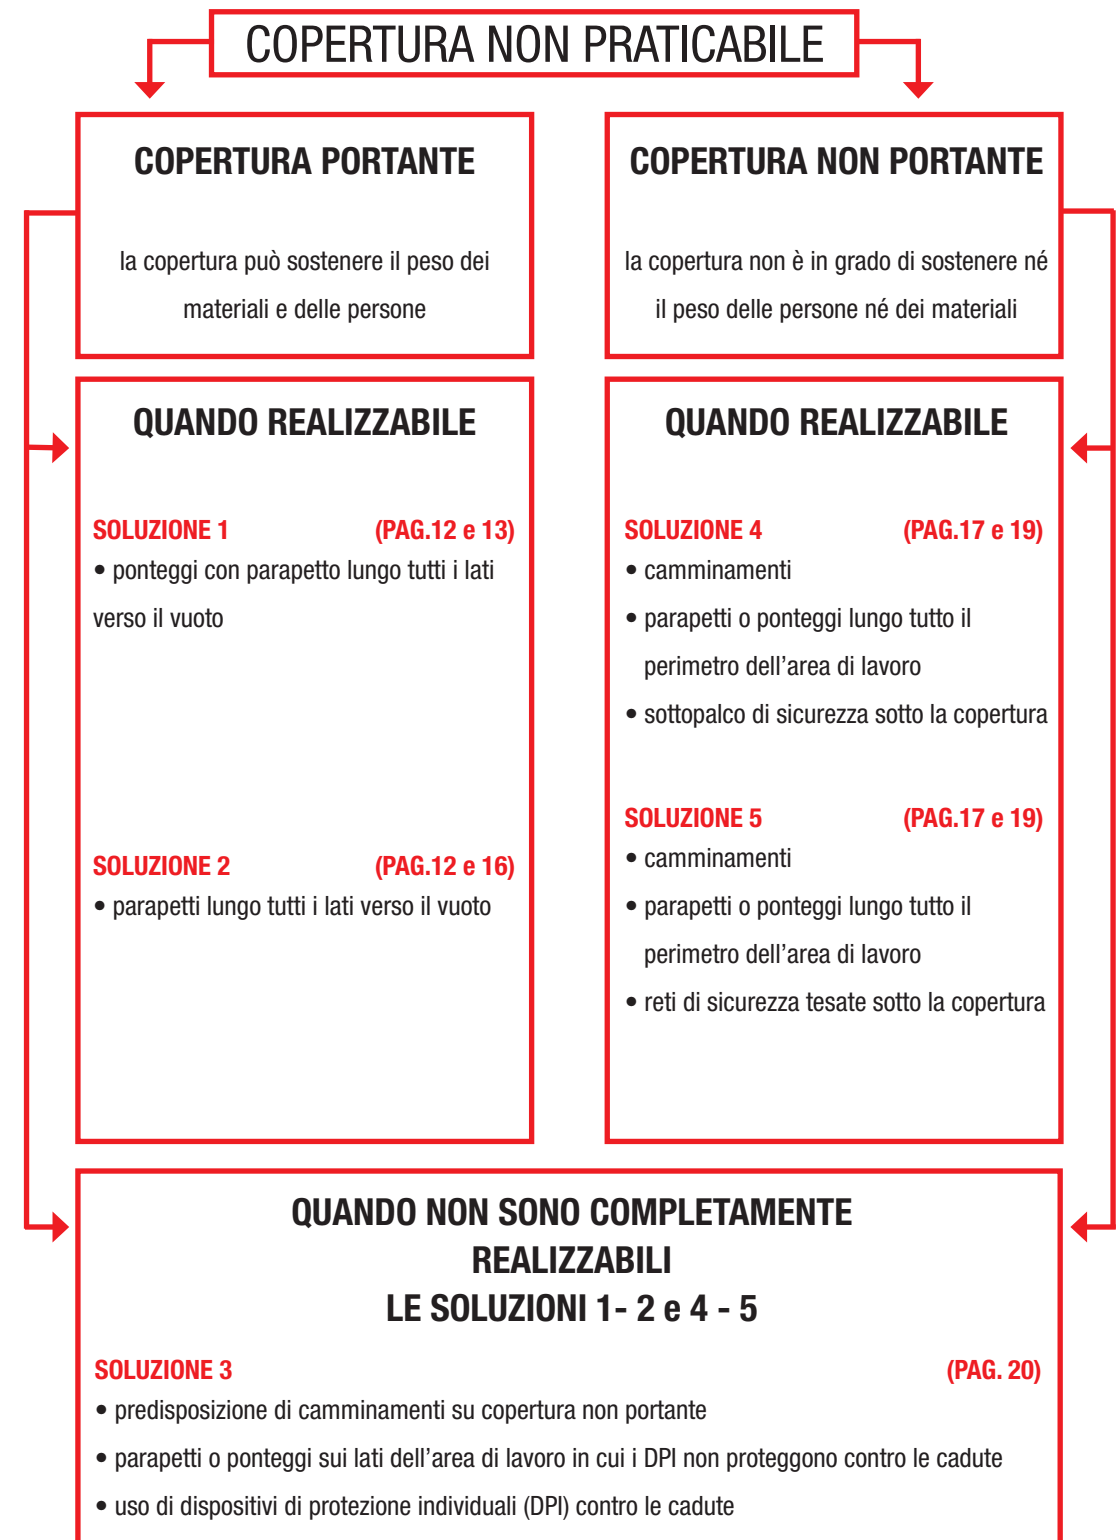 COPERTURA NON PRATICABILE
COPERTURA PORTANTE
la copertura può sostenere il peso dei
materiali e delle persone
COPERTURA NON PORTANTE
la copertura non è in grado di sostenere né
il peso delle persone né dei materiali
QUANDO REALIZZABILE
SOLUZIONE 1 (PAG.12 e 13)
• ponteggi con parapetto lungo tutti i lati
verso il vuoto
SOLUZIONE 2 (PAG.12 e 16)
• parapetti lungo tutti i lati verso il vuoto
QUANDO REALIZZABILE
SOLUZIONE 4 (PAG.17 e 19)
• camminamenti
• parapetti o ponteggi lungo tutto il
perimetro dell’area di lavoro
• sottopalco di sicurezza sotto la copertura
SOLUZIONE 5 (PAG.17 e 19)
• camminamenti
• parapetti o ponteggi lungo tutto il
perimetro dell’area di lavoro
• reti di sicurezza tesate sotto la copertura
QUANDO NON SONO COMPLETAMENTE
REALIZZABILI
LE SOLUZIONI 1- 2 e 4 - 5
SOLUZIONE 3 (PAG. 20)
• predisposizione di camminamenti su copertura non portante
• parapetti o ponteggi sui lati dell’area di lavoro in cui i DPI non proteggono contro le cadute
• uso di dispositivi di protezione individuali (DPI) contro le cadute